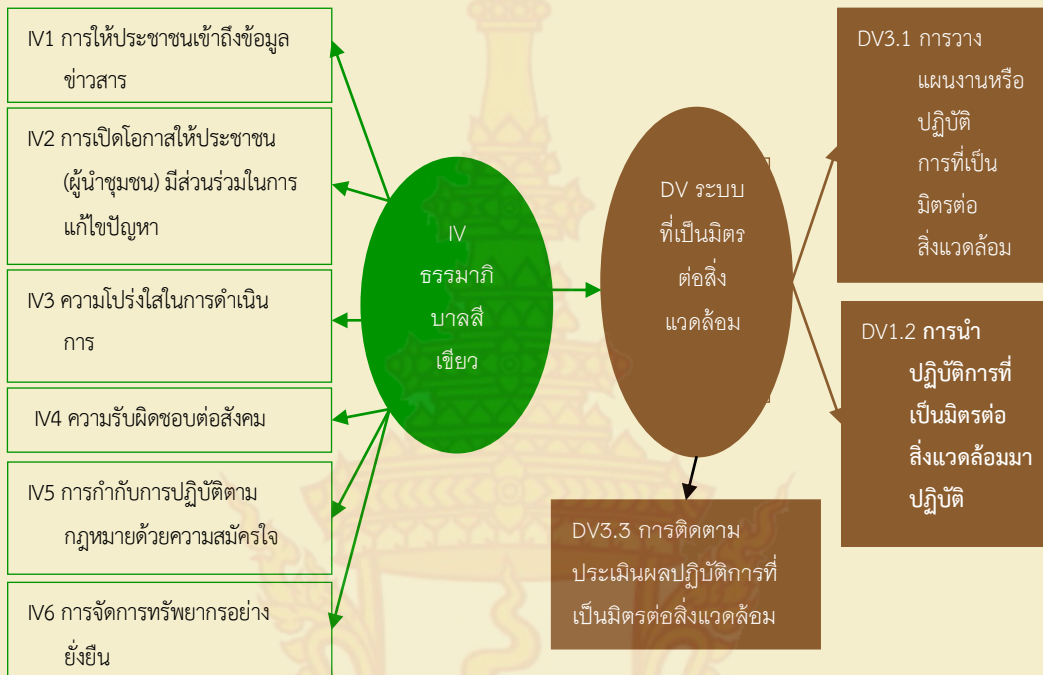 IV1 การให้ประชาชนเข้าถึงข้อมูล
ข่าวสาร
IV2 การเปิดโอกาสให้ประชาชน
(ผู้นำชุมชน) มีส่วนร่วมในการ
แก้ไขปัญหา
IV3 ความโปร่งใสในการดำเนิน
การ
IV4 ความรับผิดชอบต่อสังคม
IV5 การกำกับการปฏิบัติตาม
กฎหมายด้วยความสมัครใจ
IV6 การจัดการทรัพยากรอย่าง
ยั่งยืน
IV
ธรรมาภิ
บาลสี
เขียว
DV ระบบ
ที่เป็นมิตร
ต่อสิ่ง
แวดล้อม
DV3.1 การวาง
แผนงานหรือ
ปฏิบัติ
การที่เป็น
มิตรต่อ
สิ่งแวดล้อม
DV1.2 การนำ
ปฏิบัติการที่
เป็นมิตรต่อ
สิ่งแวดล้อมมา
ปฏิบัติ
DV3.3 การติดตาม
ประเมินผลปฏิบัติการที่
เป็นมิตรต่อสิ่งแวดล้อม